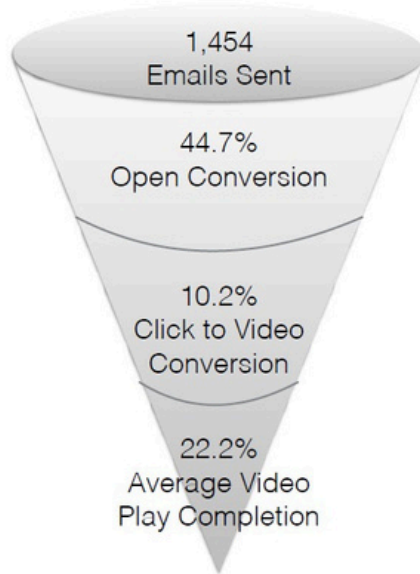 1,454
Emails Sent
44.7%
Open Conversion
10.2%
Click to Video
Conversion
22.2%
Average Video
Play Completion